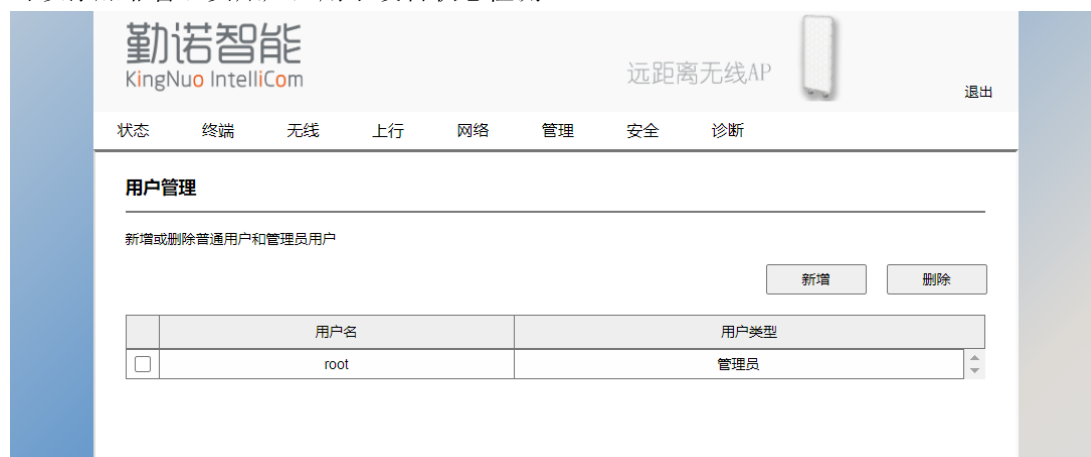 勤诺智能
KingNuo IntelliCom
远距离无线AP
退出
状态 终端 无线 上行 网络 管理 安全 诊断
用户管理
新增或删除普通用户和管理员用户
新增 删除
用户名 用户类型
root 管理员